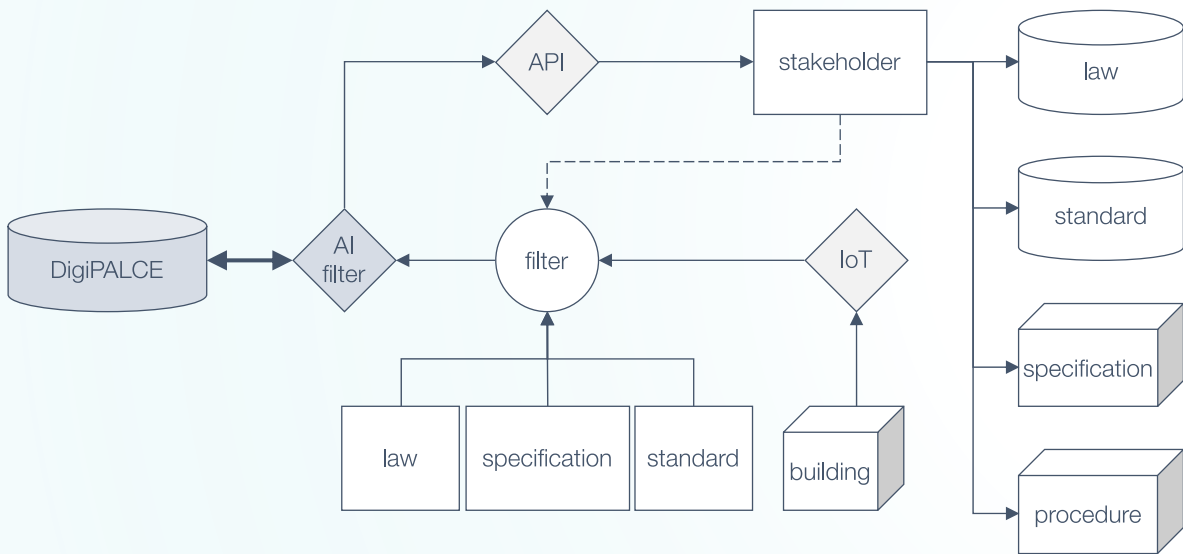 API
stakeholder
law
standard
DigiPALCE
AI
filter
filter
IoT
specification
law
specification
standard
building
procedure